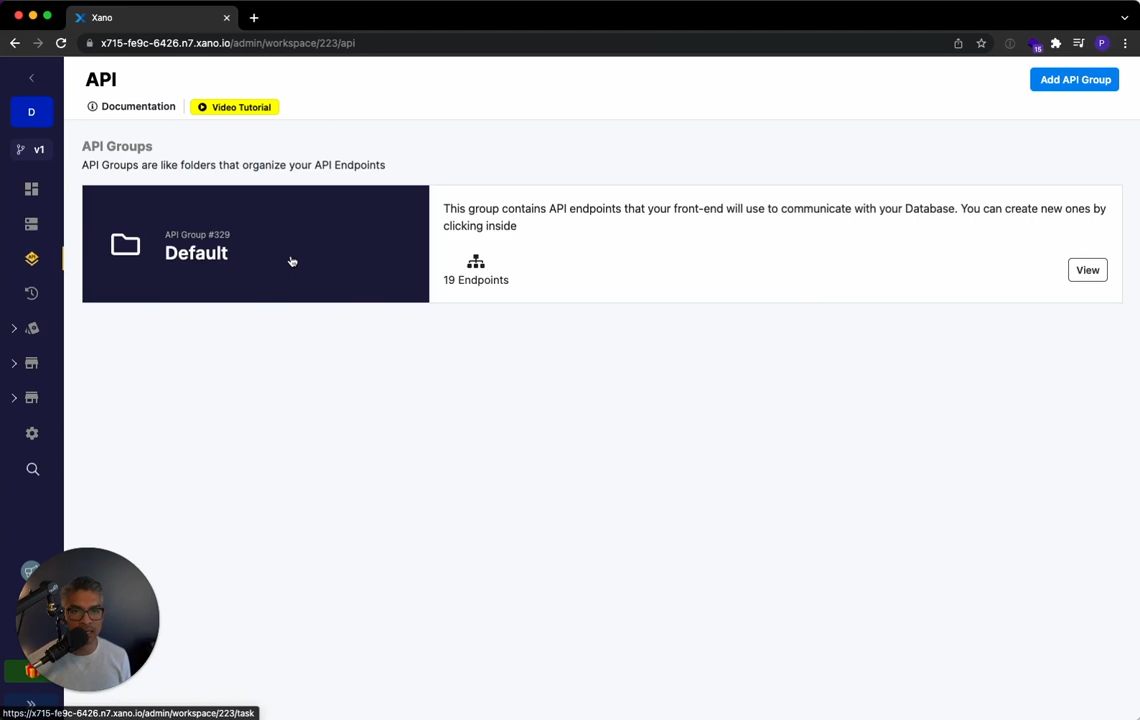 Xano
x715-fe9c-6426.n7.xano.io/admin/workspace/223/api
15
P
D
v1
API
Add API Group
Documentation
Video Tutorial
API Groups
API Groups are like folders that organize your API Endpoints
API Group #329
Default
This group contains API endpoints that your front-end will use to communicate with your Database. You can create new ones by
clicking inside
19 Endpoints
View
https://x715-fe9c-6426.n7.xano.io/admin/workspace/223/task